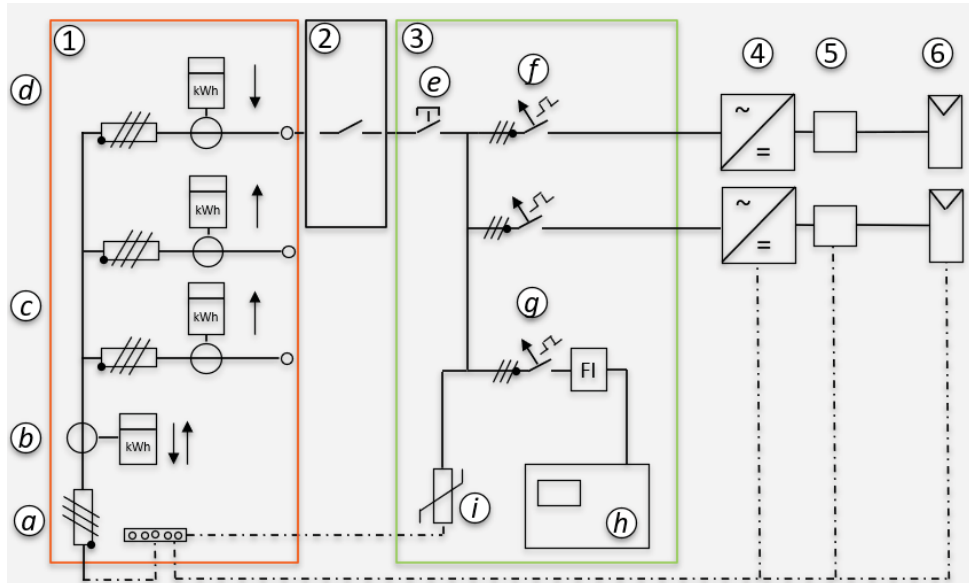 1 2 3 4 5 6
d kWh e f ~ =
kWh ~ =
c kWh g FI
b kWh
a i h